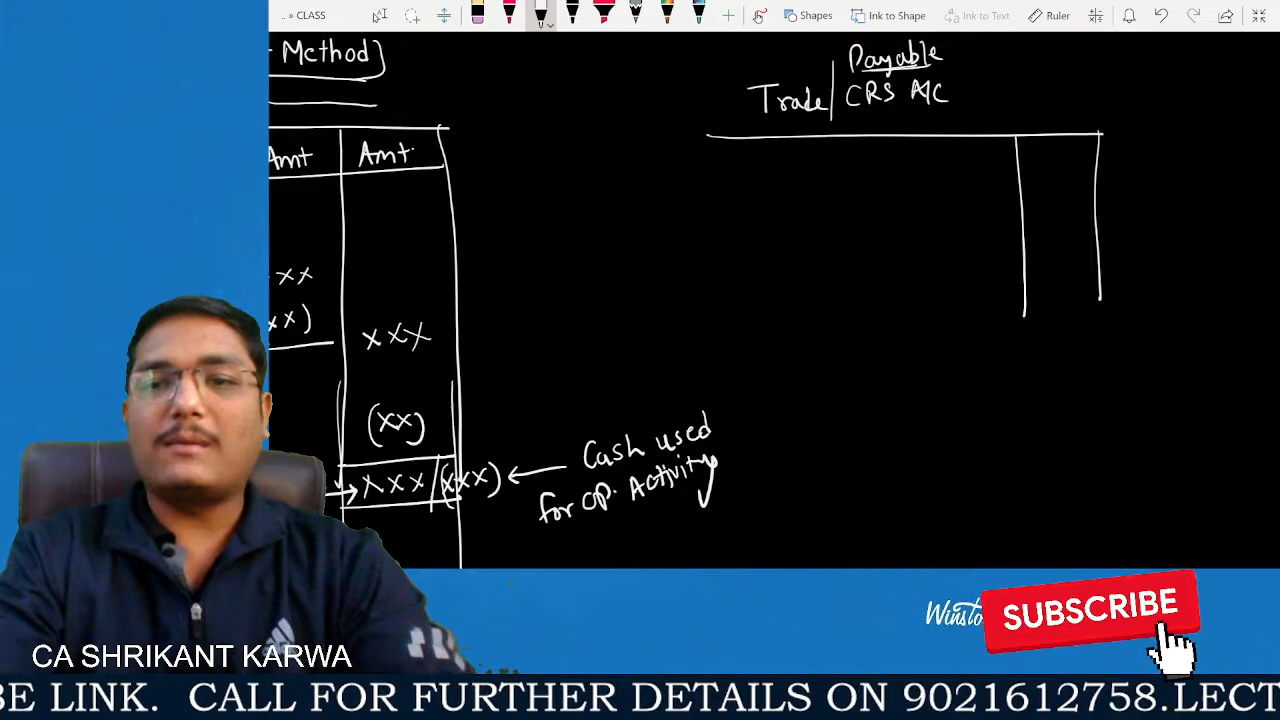 .. » CLASS
Shapes
Ink to Shape
Ink to Text
Ruler
Method)
Payable
Trade / CRS A/C
Amt
Amt.
xx
xx)
xxx
(xx)
xxx/(xxx) ← Cash used
for OP. Activity
SUBSCRIBE
CA SHRIKANT KARWA
BE LINK. CALL FOR FURTHER DETAILS ON 9021612758.LECT